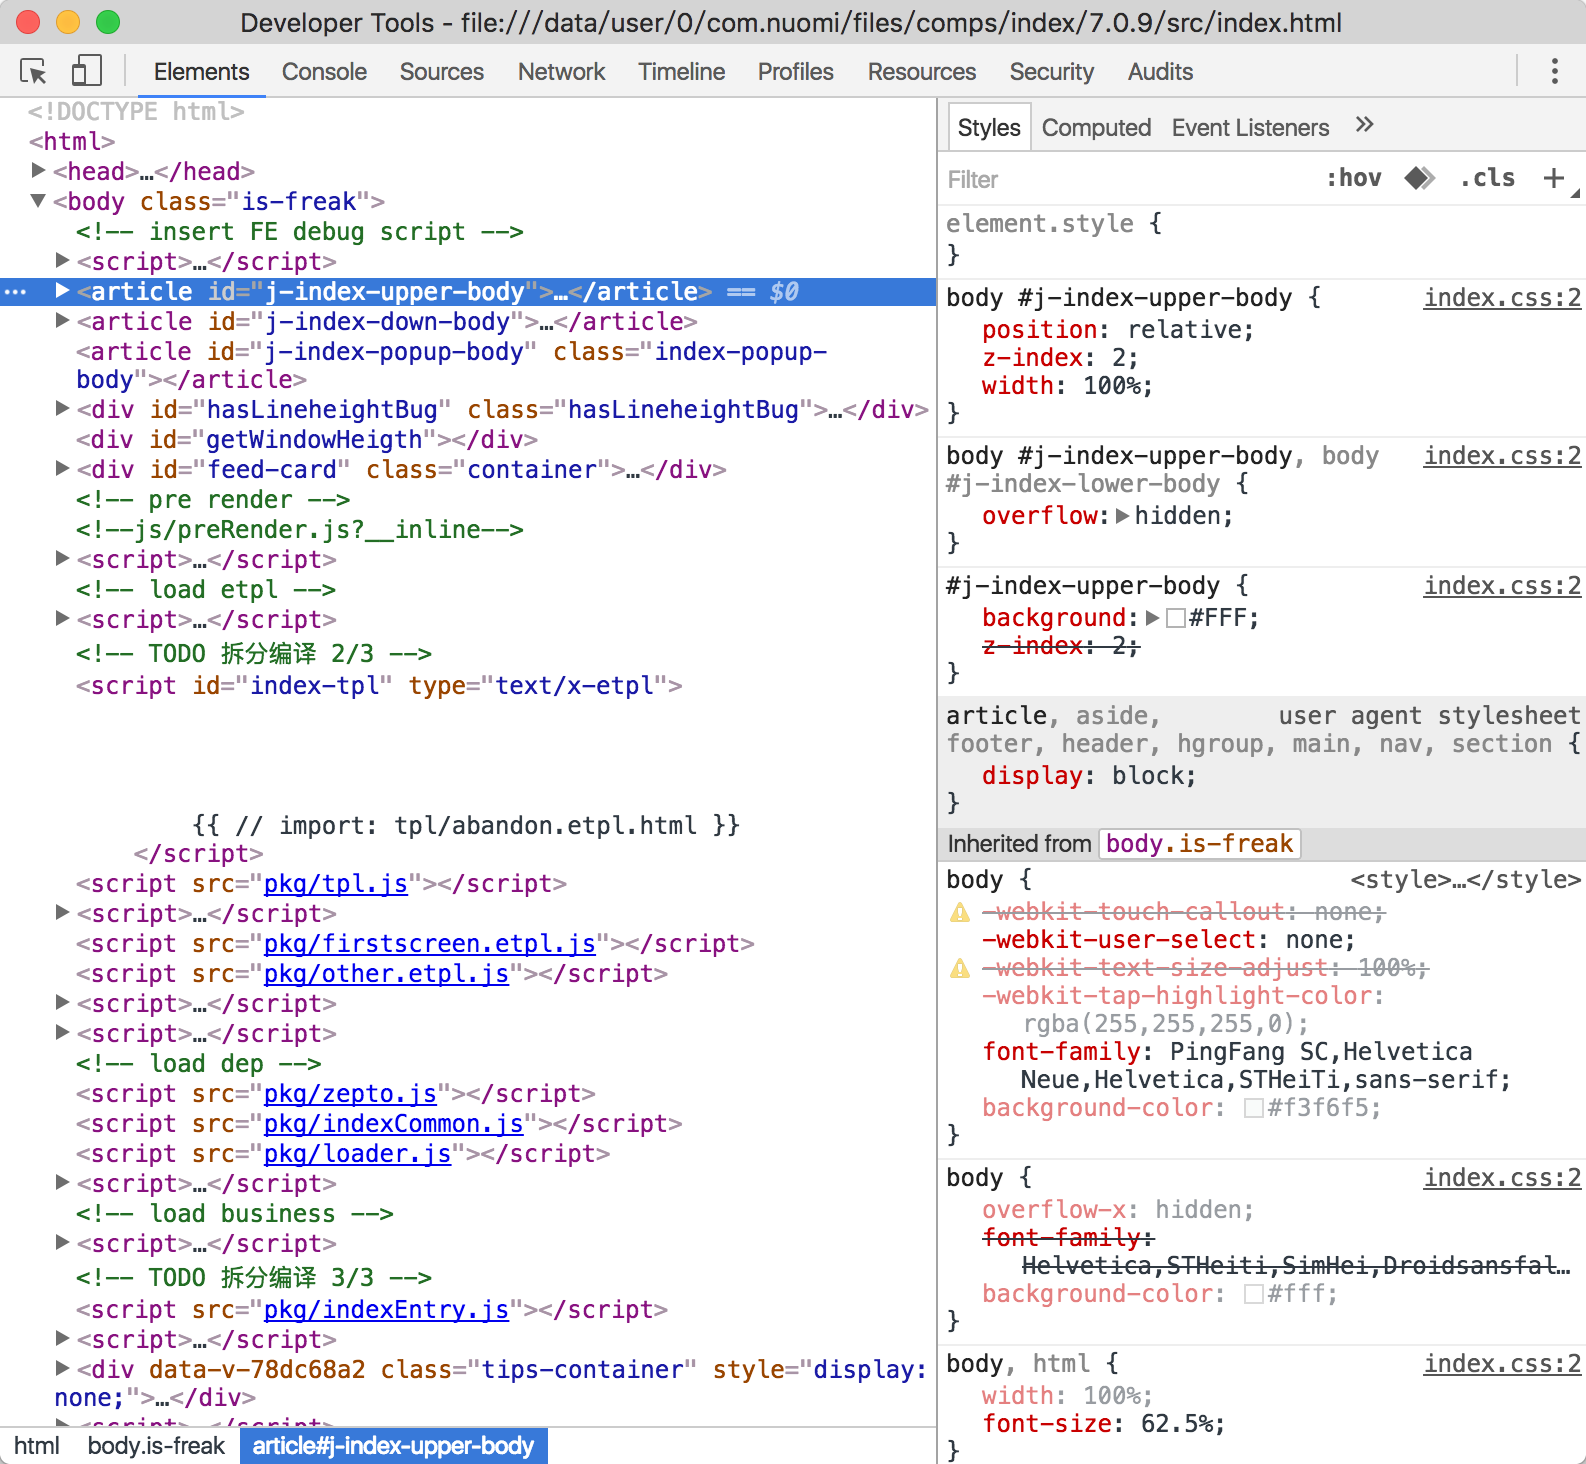 Developer Tools - file:///data/user/0/com.nuomi/files/comps/index/7.0.9/src/index.html
Elements Console Sources Network Timeline Profiles Resources Security Audits
<!DOCTYPE html>
<html>
<head>…</head>
<body class="is-freak">
<!-- insert FE debug script -->
<script>…</script>
<article id="j-index-upper-body">…</article> == $0
<article id="j-index-down-body">…</article>
<article id="j-index-popup-body" class="index-popup-
body"></article>
<div id="hasLineheightBug" class="hasLineheightBug">…</div>
<div id="getWindowHeigth"></div>
<div id="feed-card" class="container">…</div>
<!-- pre render -->
<!--js/preRender.js?__inline-->
<script>…</script>
<!-- load etpl -->
<script>…</script>
<!-- TODO 拆分编译 2/3 -->
<script id="index-tpl" type="text/x-etpl">
{{ // import: tpl/abandon.etpl.html }}
</script>
<script src="pkg/tpl.js"></script>
<script>…</script>
<script src="pkg/firstscreen.etpl.js"></script>
<script src="pkg/other.etpl.js"></script>
<script>…</script>
<script>…</script>
<!-- load dep -->
<script src="pkg/zepto.js"></script>
<script src="pkg/indexCommon.js"></script>
<script src="pkg/loader.js"></script>
<script>…</script>
<!-- load business -->
<script>…</script>
<!-- TODO 拆分编译 3/3 -->
<script src="pkg/indexEntry.js"></script>
<script>…</script>
<div data-v-78dc68a2 class="tips-container" style="display:
none;">…</div>
<script>…</script>
html body.is-freak article#j-index-upper-body
Styles Computed Event Listeners »
Filter :hov .cls +
element.style {
}
body #j-index-upper-body { index.css:2
position: relative;
z-index: 2;
width: 100%;
}
body #j-index-upper-body, body index.css:2
#j-index-lower-body {
overflow: hidden;
}
#j-index-upper-body { index.css:2
background: #FFF;
z-index: 2;
}
article, aside, user agent stylesheet
footer, header, hgroup, main, nav, section {
display: block;
}
Inherited from body.is-freak
body { <style>…</style>
-webkit-touch-callout: none;
-webkit-user-select: none;
-webkit-text-size-adjust: 100%;
-webkit-tap-highlight-color:
rgba(255,255,255,0);
font-family: PingFang SC,Helvetica
Neue,Helvetica,STHeiTi,sans-serif;
background-color: #f3f6f5;
}
body { index.css:2
overflow-x: hidden;
font-family:
Helvetica,STHeiti,SimHei,Droidsansfal…
background-color: #fff;
}
body, html { index.css:2
width: 100%;
font-size: 62.5%;
}